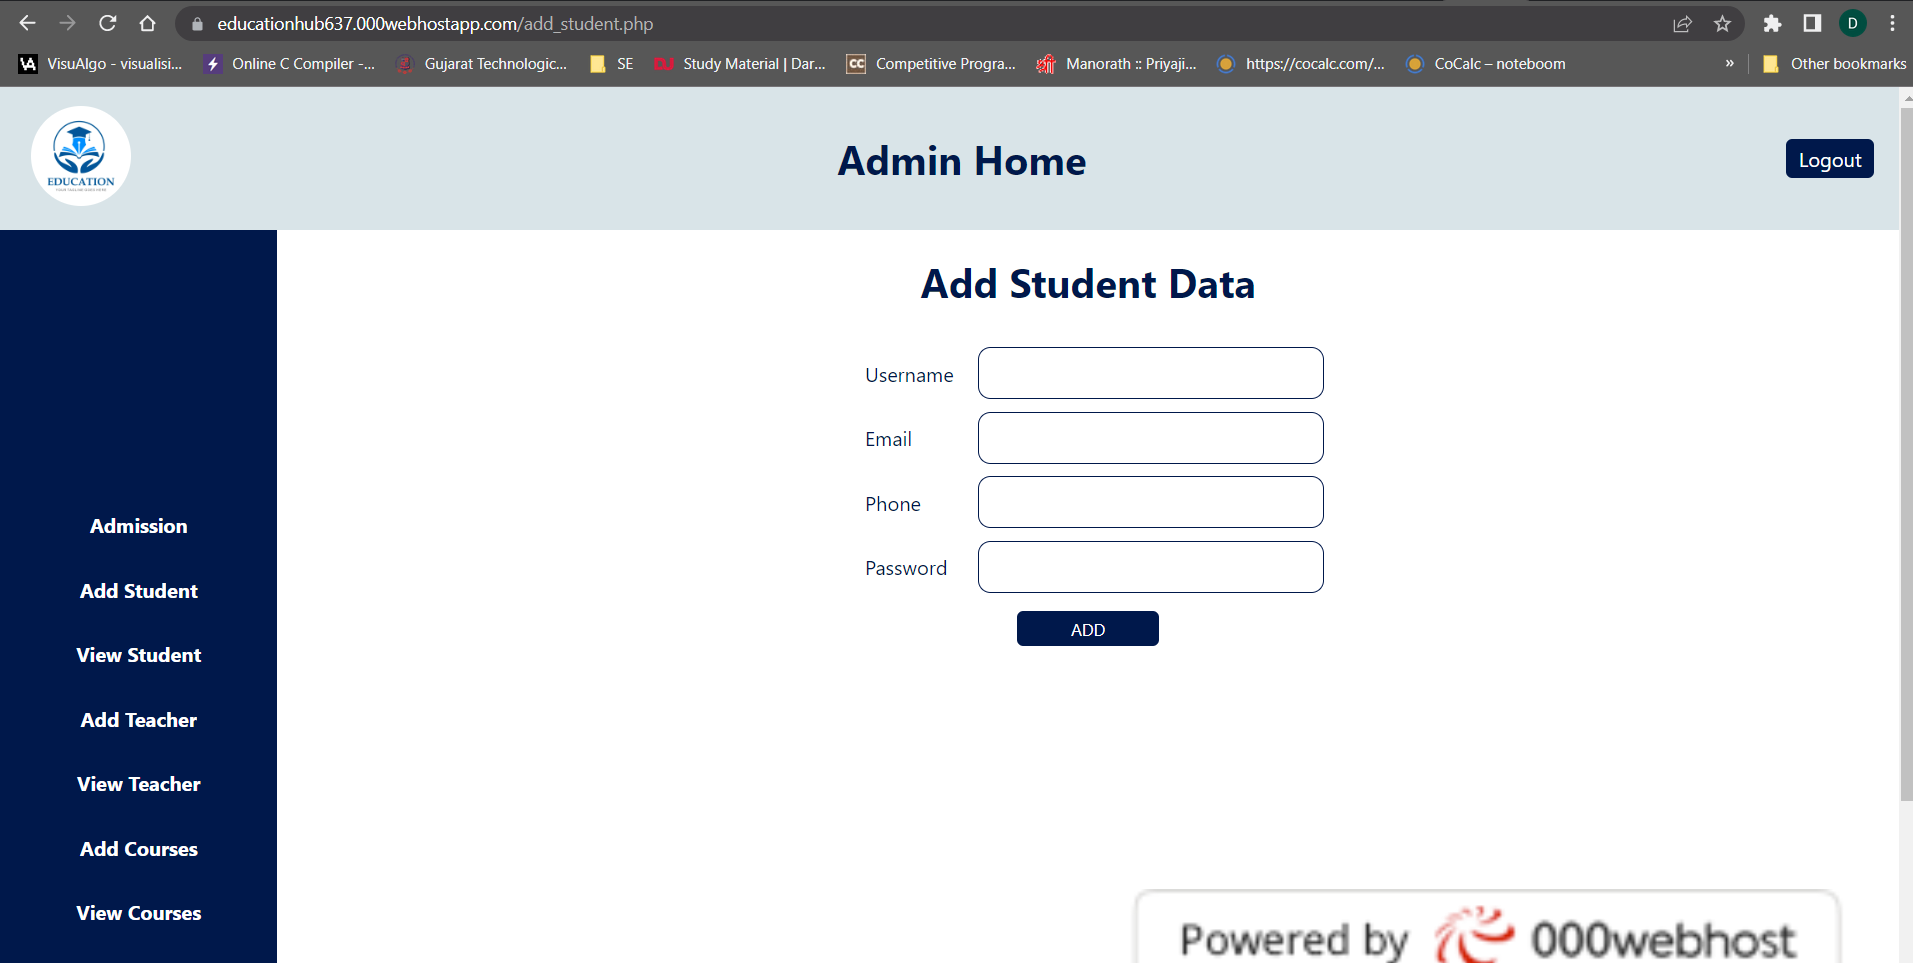 educationhub637.000webhostapp.com/add_student.php
D
VA VisuAlgo - visualisi...
Online C Compiler -...
Gujarat Technologic...
SE
Study Material | Dar...
CC Competitive Progra...
Manorath :: Priyaji...
https://cocalc.com/...
CoCalc – noteboom
»
Other bookmarks
EDUCATION
Admin Home
Logout
Add Student Data
Username
Email
Phone
Password
ADD
Admission
Add Student
View Student
Add Teacher
View Teacher
Add Courses
View Courses
Powered by 000webhost